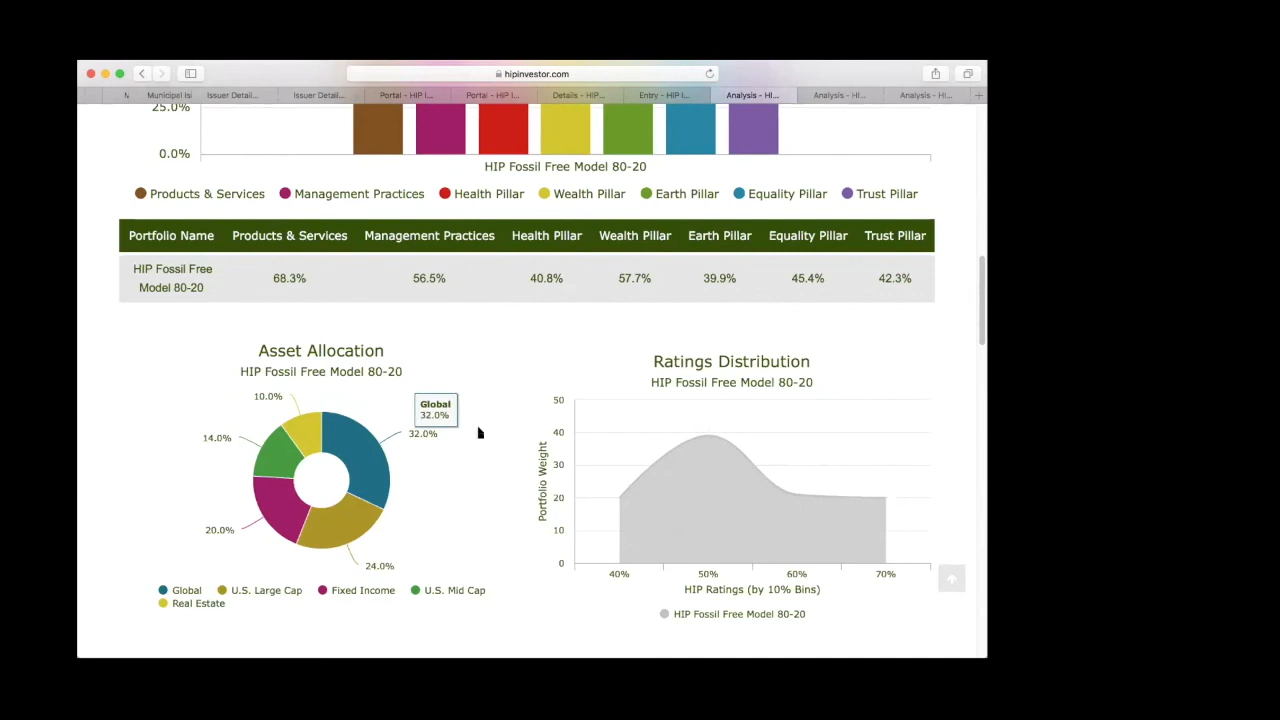 hipinvestor.com
Municipal Isi
Issuer Detail...
Issuer Detail...
Portal - HIP I...
Portal - HIP I...
Details - HIP...
Entry - HIP I...
Analysis - HI...
Analysis - HI...
Analysis - HI...
25.0%
0.0%
HIP Fossil Free Model 80-20
Products & Services Management Practices Health Pillar Wealth Pillar Earth Pillar Equality Pillar Trust Pillar
Portfolio Name Products & Services Management Practices Health Pillar Wealth Pillar Earth Pillar Equality Pillar Trust Pillar
HIP Fossil Free
Model 80-20
68.3% 56.5% 40.8% 57.7% 39.9% 45.4% 42.3%
Asset Allocation
HIP Fossil Free Model 80-20
10.0%
Global
32.0%
32.0%
14.0%
20.0%
24.0%
Global U.S. Large Cap Fixed Income U.S. Mid Cap
Real Estate
Ratings Distribution
HIP Fossil Free Model 80-20
Portfolio Weight
50
40
30
20
10
0
40% 50% 60% 70%
HIP Ratings (by 10% Bins)
HIP Fossil Free Model 80-20